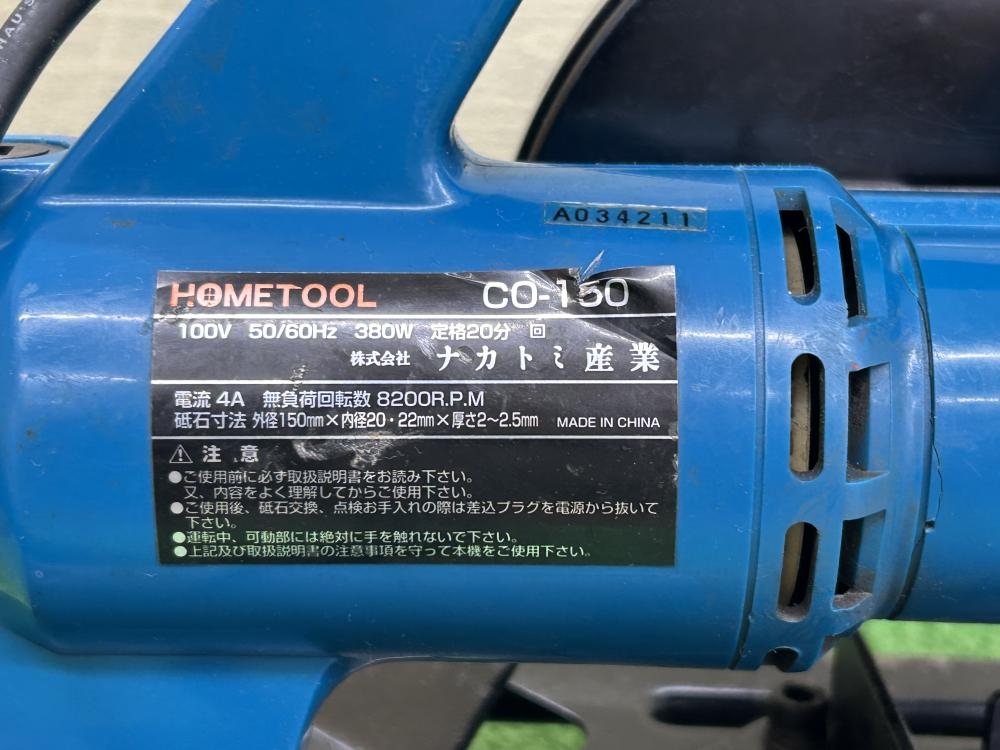 A034211
HOMETOOL CO-150
100V 50/60Hz 380W 定格20分 回
株式会社 ナカトミ産業
電流 4A 無負荷回転数 8200R.P.M
砥石寸法 外径150mm×内径20・22mm×厚さ2〜2.5mm MADE IN CHINA
⚠ 注意
●ご使用前に必ず取扱説明書をお読み下さい。
又、内容をよく理解してからご使用下さい。
●ご使用後、砥石交換、点検お手入れの際は差込プラグを電源から抜いて
下さい。
●運転中、可動部には絶対に手を触れないで下さい。
●上記及び取扱説明書の注意事項を守って本機をご使用下さい。